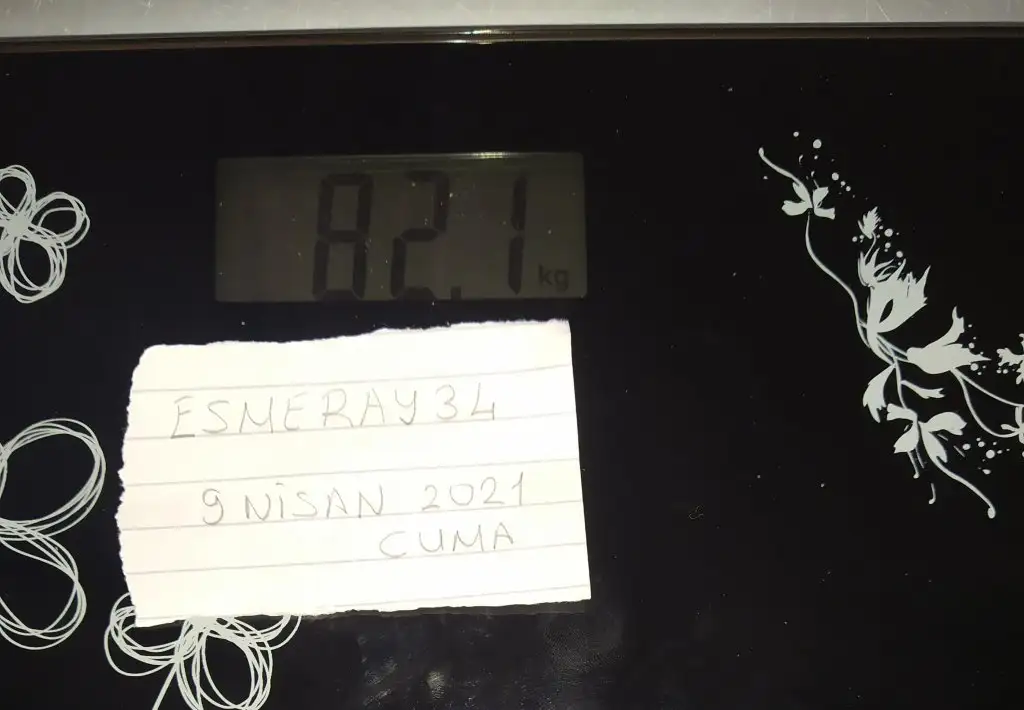 82.1 kg
ESMERAY34
9 NİSAN 2021
CUMA